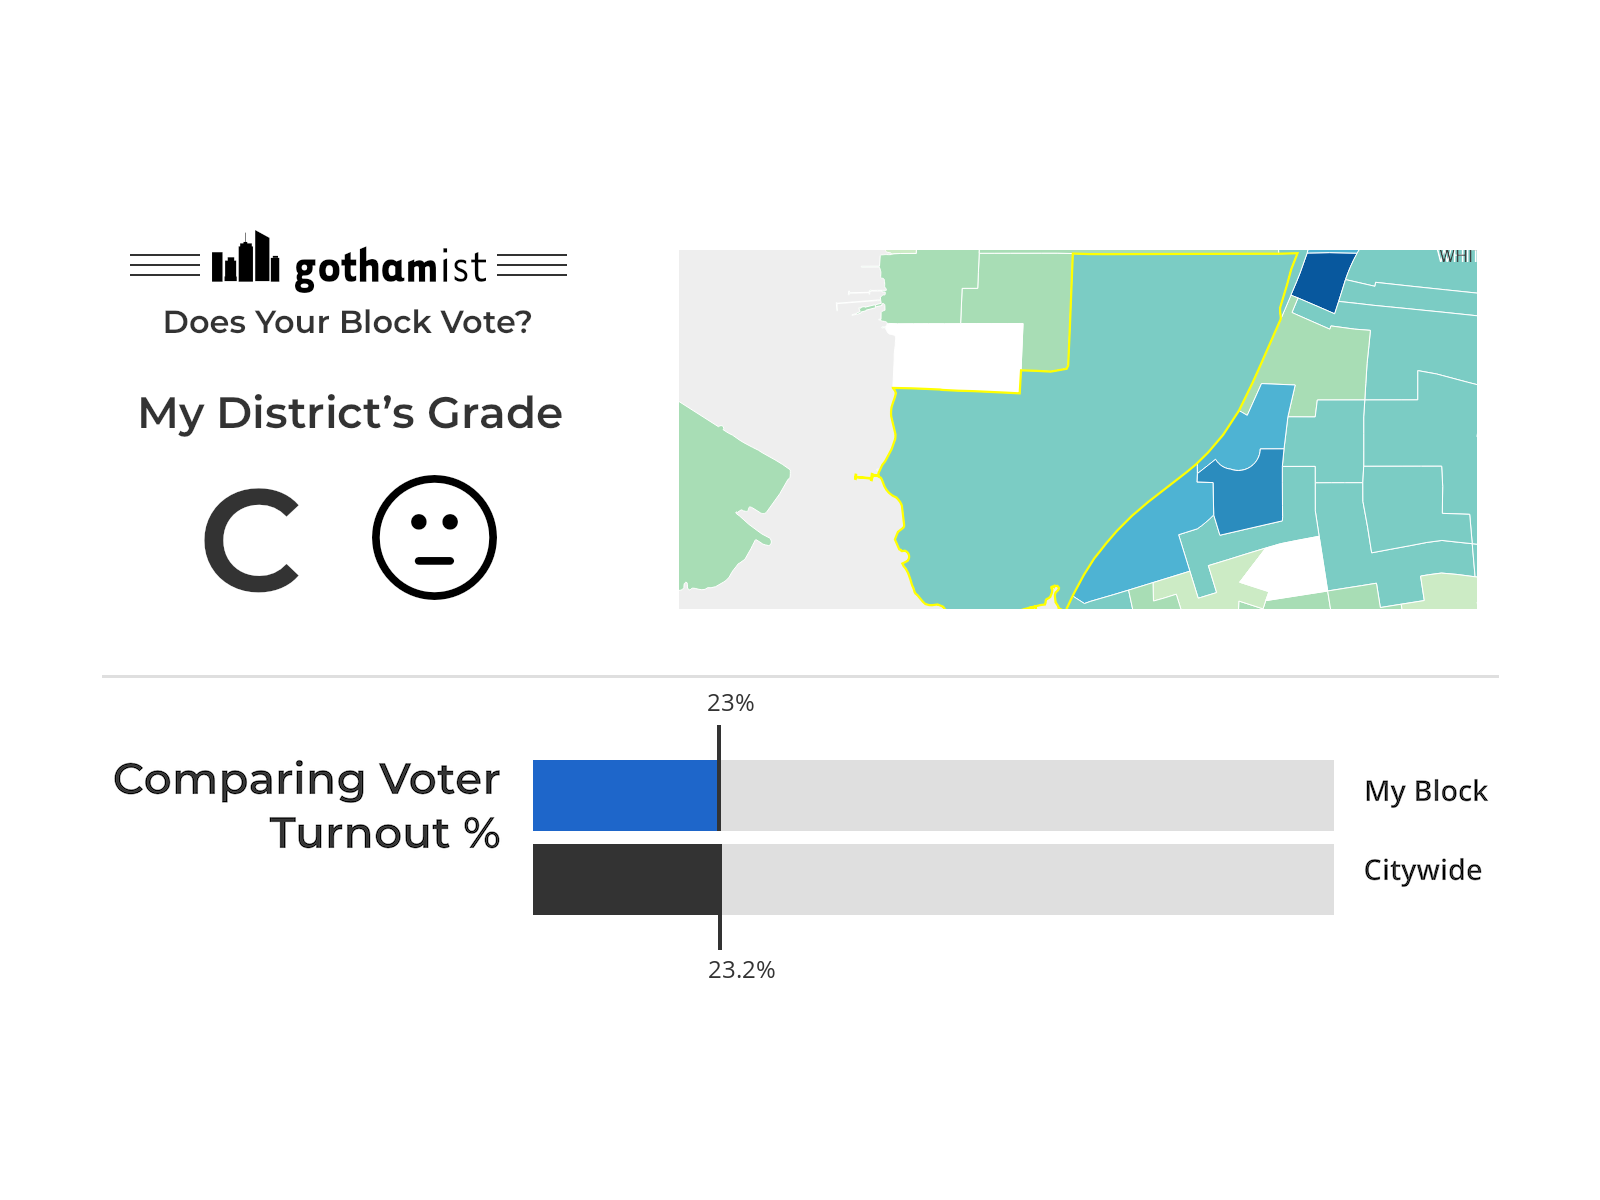 gothamist
Does Your Block Vote?
My District’s Grade
C
WHI
23%
Comparing Voter
Turnout %
My Block
Citywide
23.2%